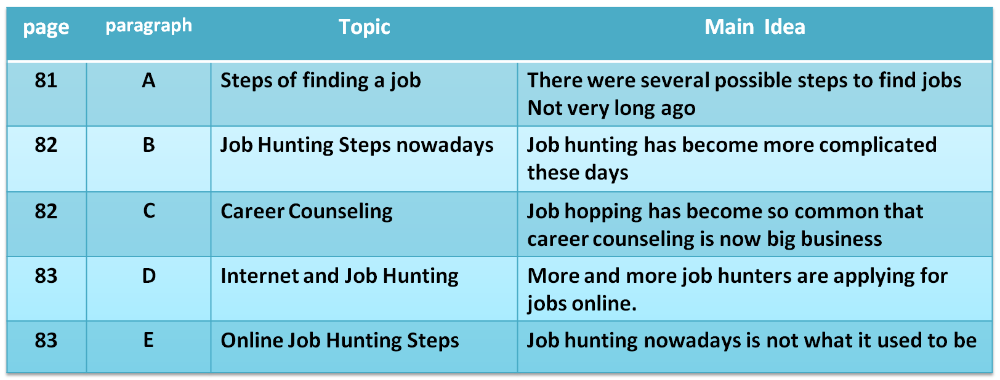 page paragraph Topic Main Idea
81 A Steps of finding a job There were several possible steps to find jobs
Not very long ago
82 B Job Hunting Steps nowadays Job hunting has become more complicated
these days
82 C Career Counseling Job hopping has become so common that
career counseling is now big business
83 D Internet and Job Hunting More and more job hunters are applying for
jobs online.
83 E Online Job Hunting Steps Job hunting nowadays is not what it used to be